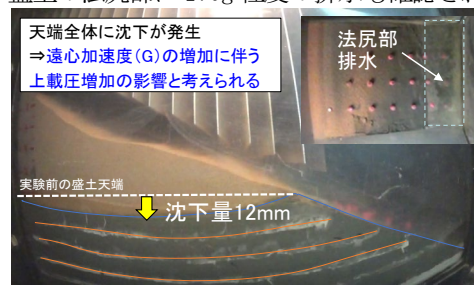 天端全体に沈下が発生
⇒遠心加速度(G)の増加に伴う
上載圧増加の影響と考えられる
法尻部
排水
実験前の盛土天端
沈下量12mm